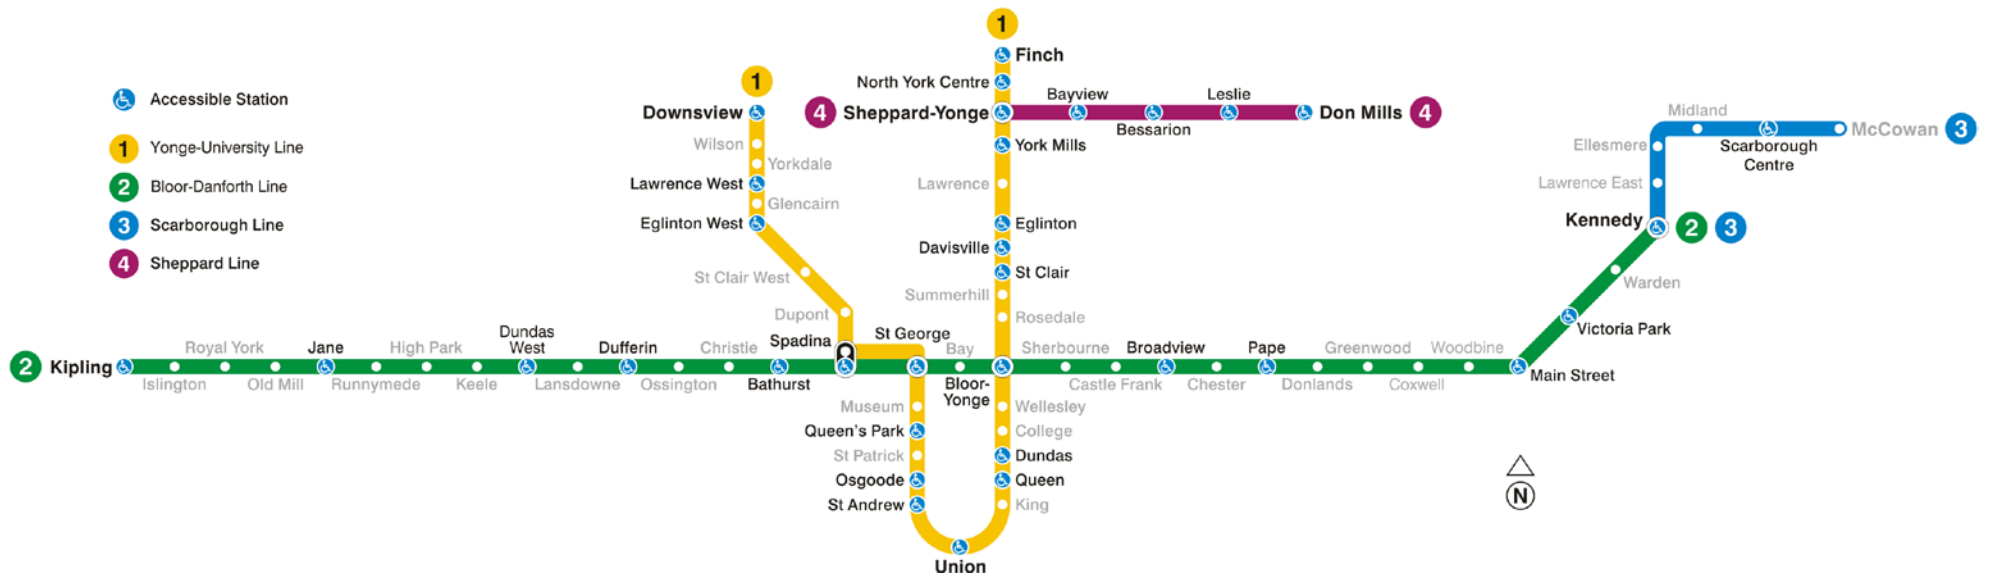 1
Finch
North York Centre
1
Downsview
4
Sheppard-Yonge
Bayview
Leslie
Bessarion
Don Mills
4
Accessible Station
1
Yonge-University Line
2
Bloor-Danforth Line
3
Scarborough Line
4
Sheppard Line
Wilson
Yorkdale
Lawrence West
Glencairn
Eglinton West
St Clair West
Dupont
Spadina
St George
York Mills
Lawrence
Eglinton
Davisville
St Clair
Summerhill
Rosedale
Midland
McCowan
3
Ellesmere
Scarborough
Centre
Lawrence East
Kennedy
2
3
Warden
Victoria Park
2
Kipling
Islington
Royal York
Old Mill
Jane
Runnymede
High Park
Keele
Dundas
West
Lansdowne
Dufferin
Ossington
Christie
Bathurst
Bay
Bloor-
Yonge
Sherbourne
Castle Frank
Broadview
Chester
Pape
Donlands
Greenwood
Coxwell
Woodbine
Main Street
Museum
Queen's Park
St Patrick
Osgoode
St Andrew
Union
Wellesley
College
Dundas
Queen
King
N